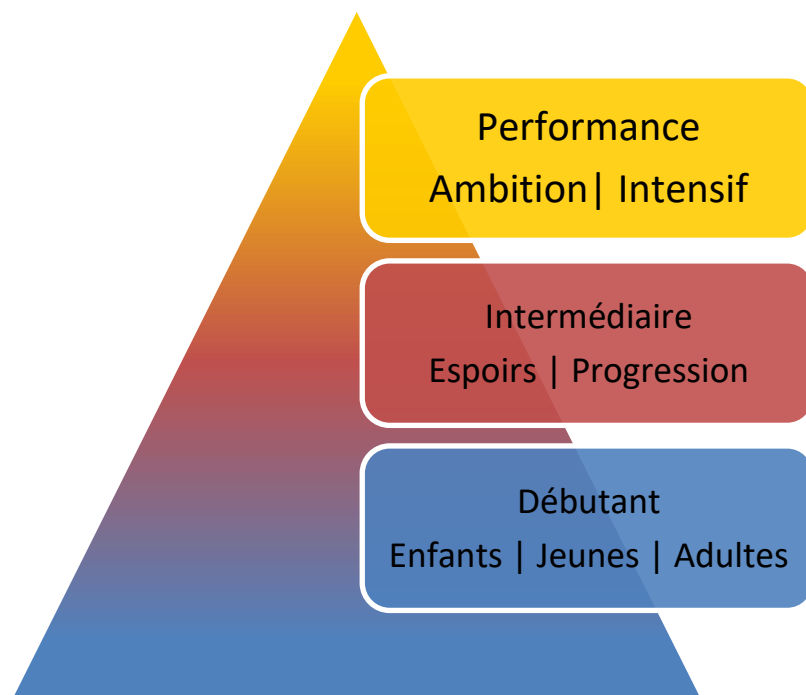 Performance
Ambition| Intensif
Intermédiaire
Espoirs | Progression
Débutant
Enfants | Jeunes | Adultes